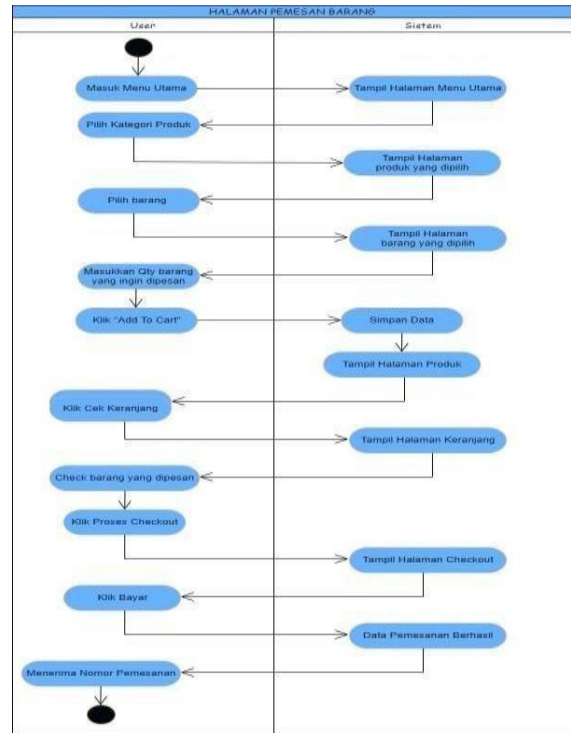 HALAMAN PEMESAN BARANG
User
Sistem
Masuk Menu Utama
Tampil Halaman Menu Utama
Pilih Kategori Produk
Tampil Halaman
produk yang dipilih
Pilih barang
Tampil Halaman
barang yang dipilih
Masukkan Qty barang
yang ingin dipesan
Klik "Add To Cart"
Simpan Data
Tampil Halaman Produk
Klik Cek Keranjang
Tampil Halaman Keranjang
Check barang yang dipesan
Klik Proses Checkout
Tampil Halaman Checkout
Klik Bayar
Data Pemesanan Berhasil
Menerima Nomor Pemesanan